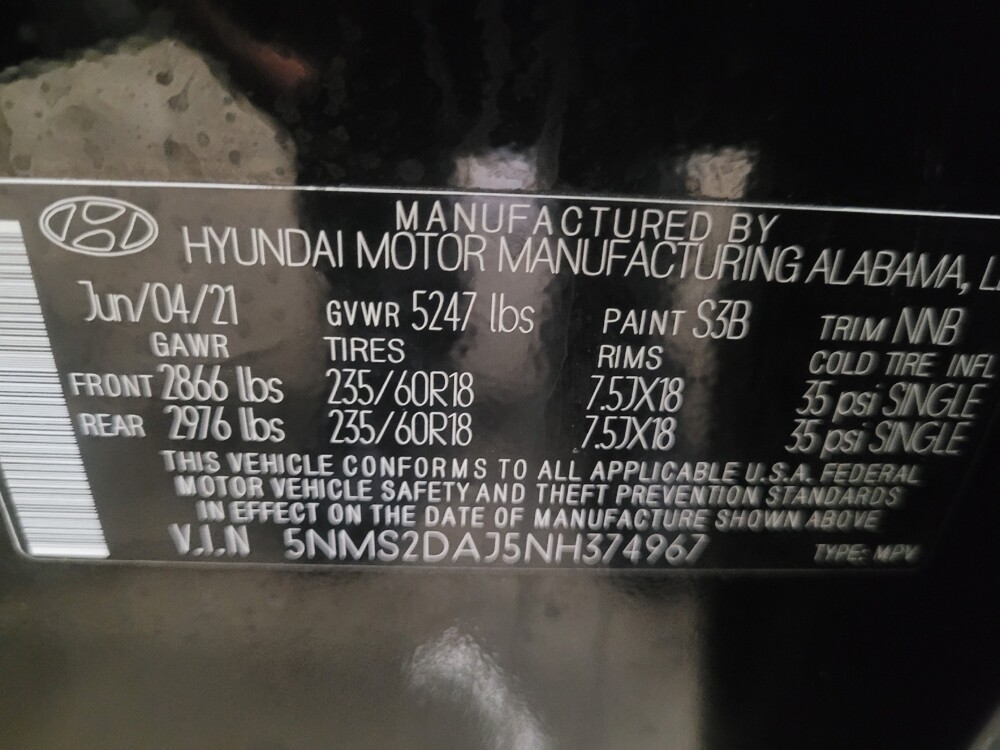 MANUFACTURED BY
HYUNDAI MOTOR MANUFACTURING ALABAMA,
Jun/04/21 GVWR 5247 lbs PAINT S3B TRIM NNB
GAWR TIRES RIMS COLD TIRE INFL
FRONT 2866 lbs 235/60R18 7.5JX18 35 psi SINGLE
REAR 2976 lbs 235/60R18 7.5JX18 35 psi SINGLE
THIS VEHICLE CONFORMS TO ALL APPLICABLE U.S.A. FEDERAL
MOTOR VEHICLE SAFETY AND THEFT PREVENTION STANDARDS
IN EFFECT ON THE DATE OF MANUFACTURE SHOWN ABOVE
V.I.N 5NMS2DAJ5NH374967 TYPE: MPV